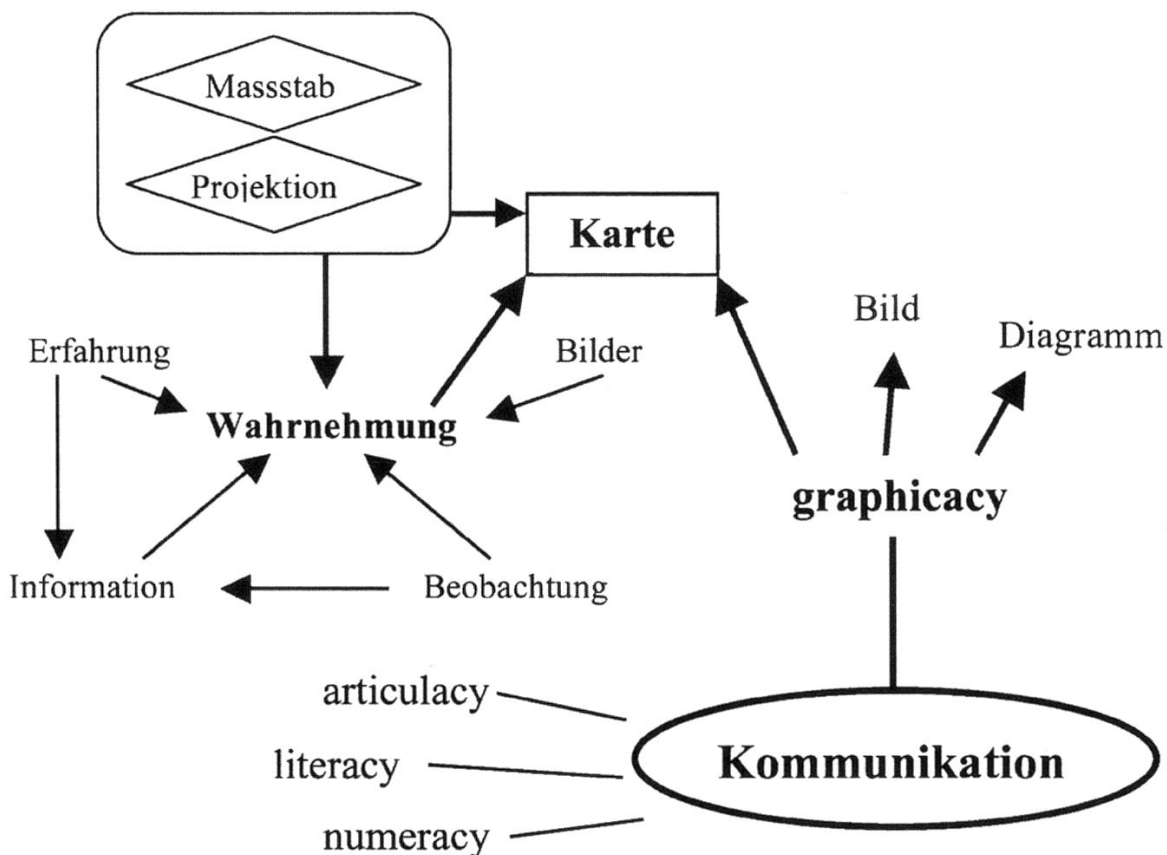 Massstab
Projektion
Karte
Bild
Diagramm
Erfahrung
Bilder
Wahrnehmung
graphicacy
Information
Beobachtung
articulacy
literacy
Kommunikation
numeracy